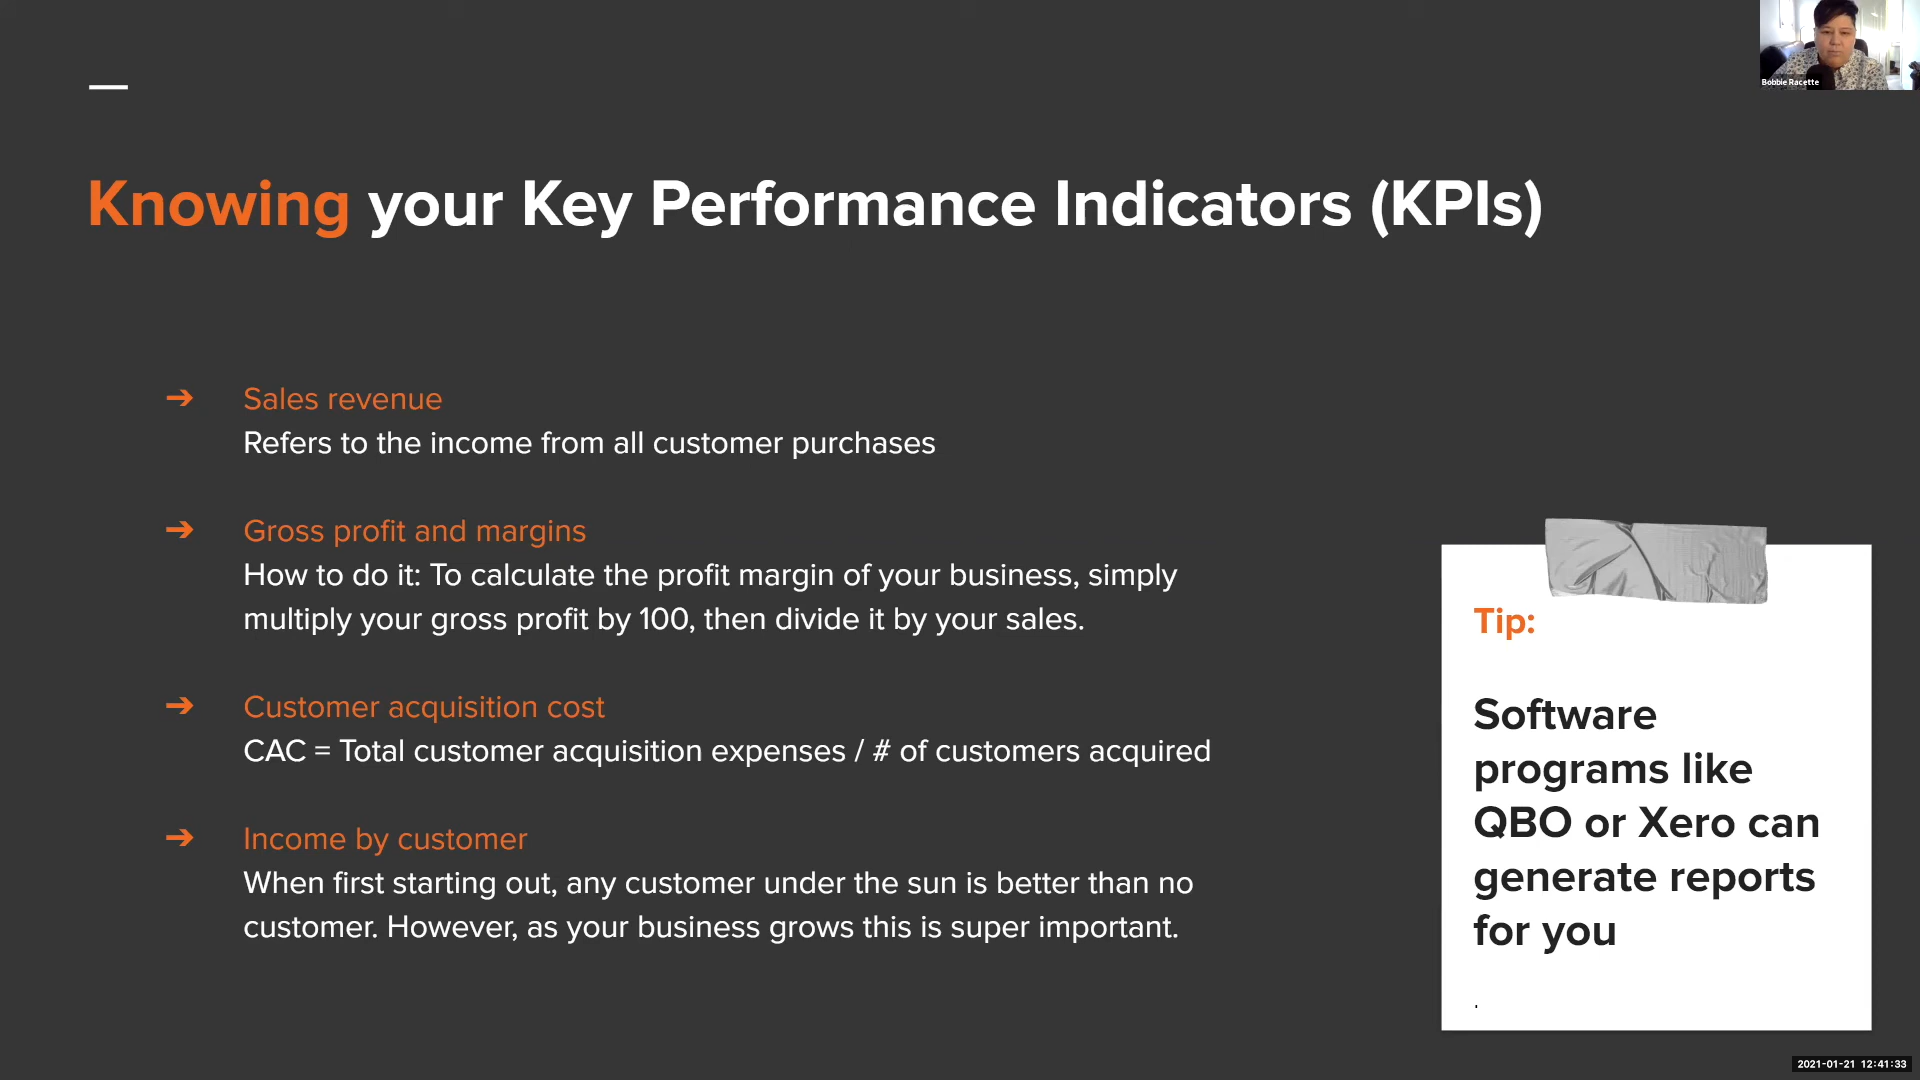 Bobbie Racette
Knowing your Key Performance Indicators (KPIs)
➔ Sales revenue
Refers to the income from all customer purchases
➔ Gross profit and margins
How to do it: To calculate the profit margin of your business, simply
multiply your gross profit by 100, then divide it by your sales.
➔ Customer acquisition cost
CAC = Total customer acquisition expenses / # of customers acquired
➔ Income by customer
When first starting out, any customer under the sun is better than no
customer. However, as your business grows this is super important.
Tip:
Software
programs like
QBO or Xero can
generate reports
for you
.
2021-01-21 12:41:33